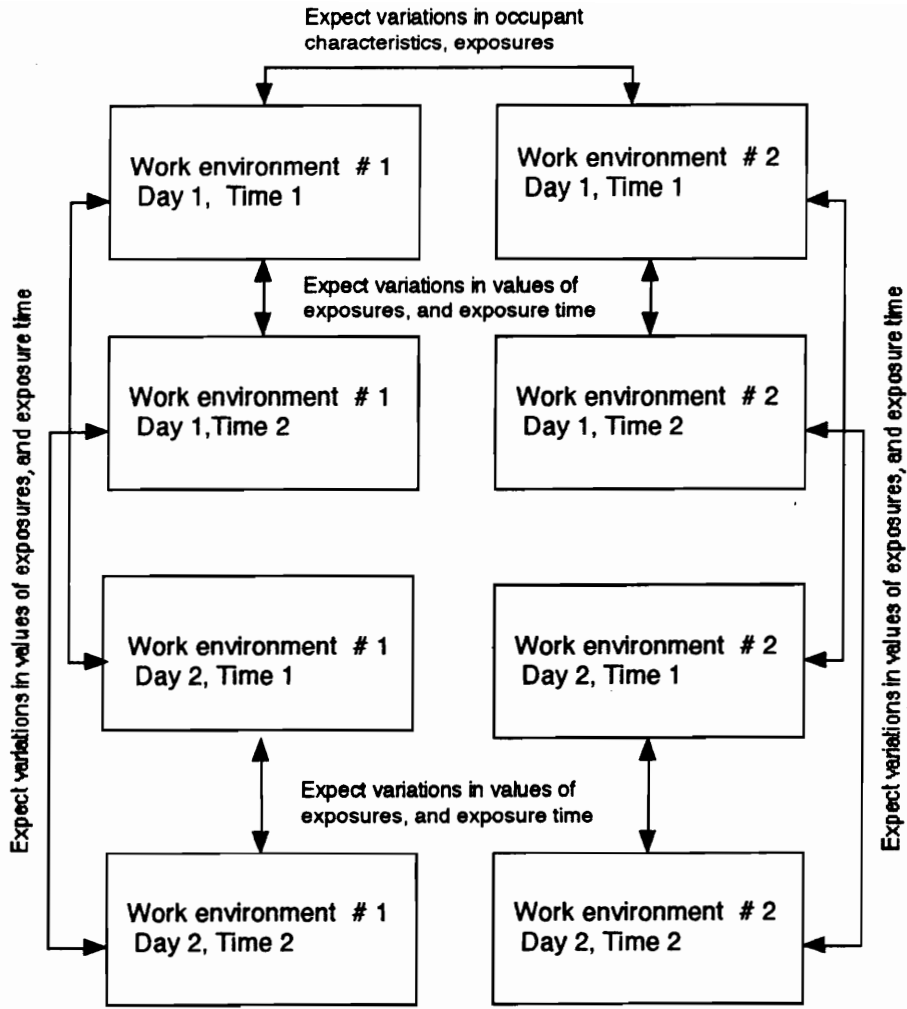 Expect variations in occupant
characteristics, exposures
Work environment # 1
Day 1, Time 1
Work environment # 2
Day 1, Time 1
Expect variations in values of
exposures, and exposure time
Work environment # 1
Day 1,Time 2
Work environment # 2
Day 1, Time 2
Expect variations in values of exposures, and exposure time
Expect variations in values of exposures, and exposure time
Work environment # 1
Day 2, Time 1
Work environment # 2
Day 2, Time 1
Expect variations in values of
exposures, and exposure time
Work environment # 1
Day 2, Time 2
Work environment # 2
Day 2, Time 2